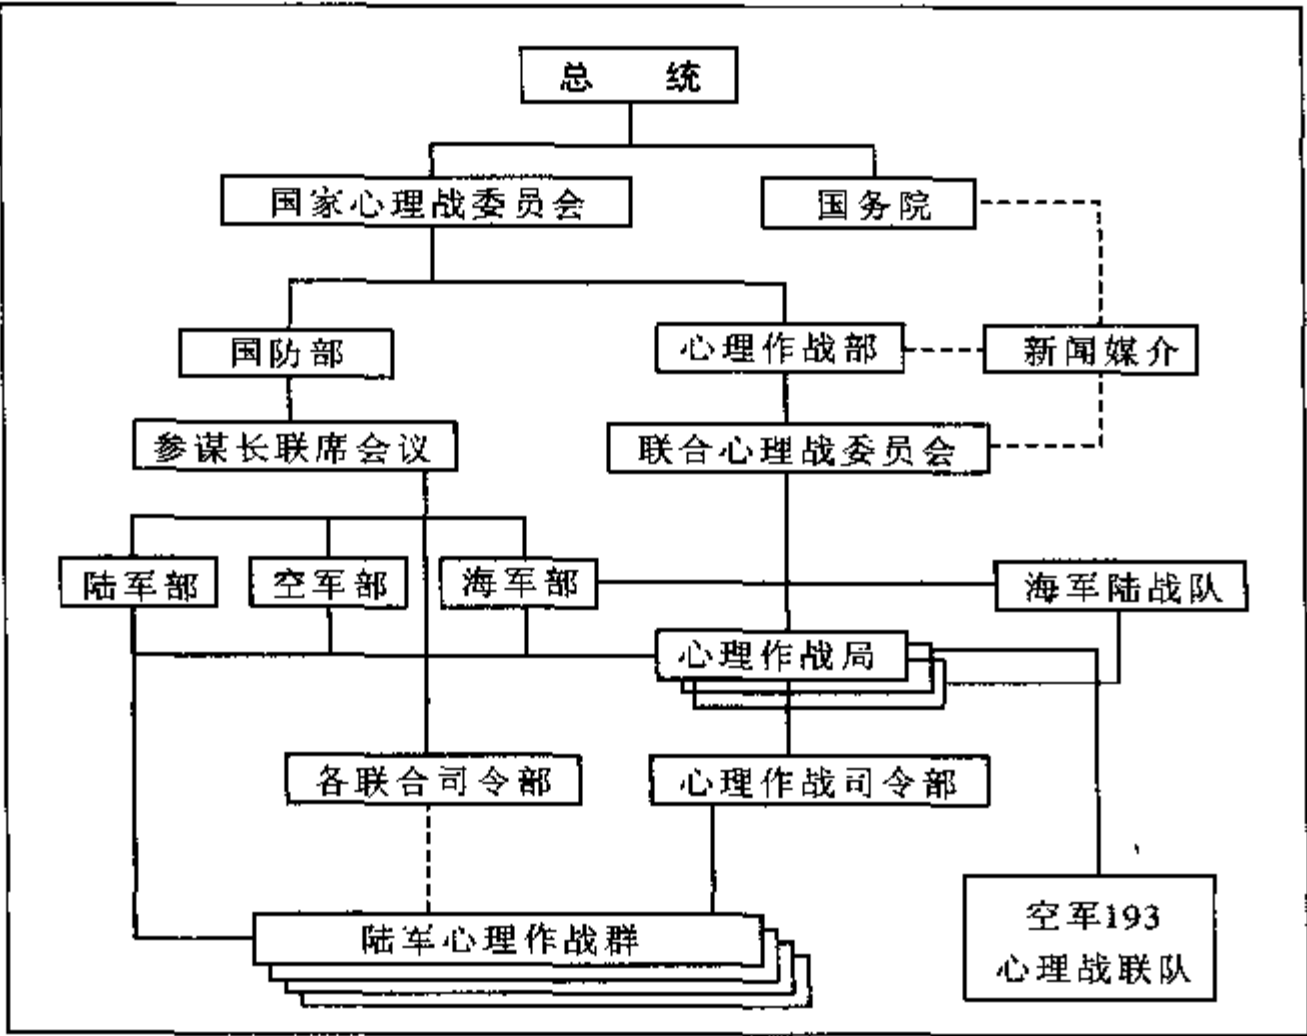 总 统
国家心理战委员会
国务院
国防部
心理作战部
新闻媒介
参谋长联席会议
联合心理战委员会
陆军部
空军部
海军部
海军陆战队
心理作战局
各联合司令部
心理作战司令部
陆军心理作战群
空军193
心理战联队